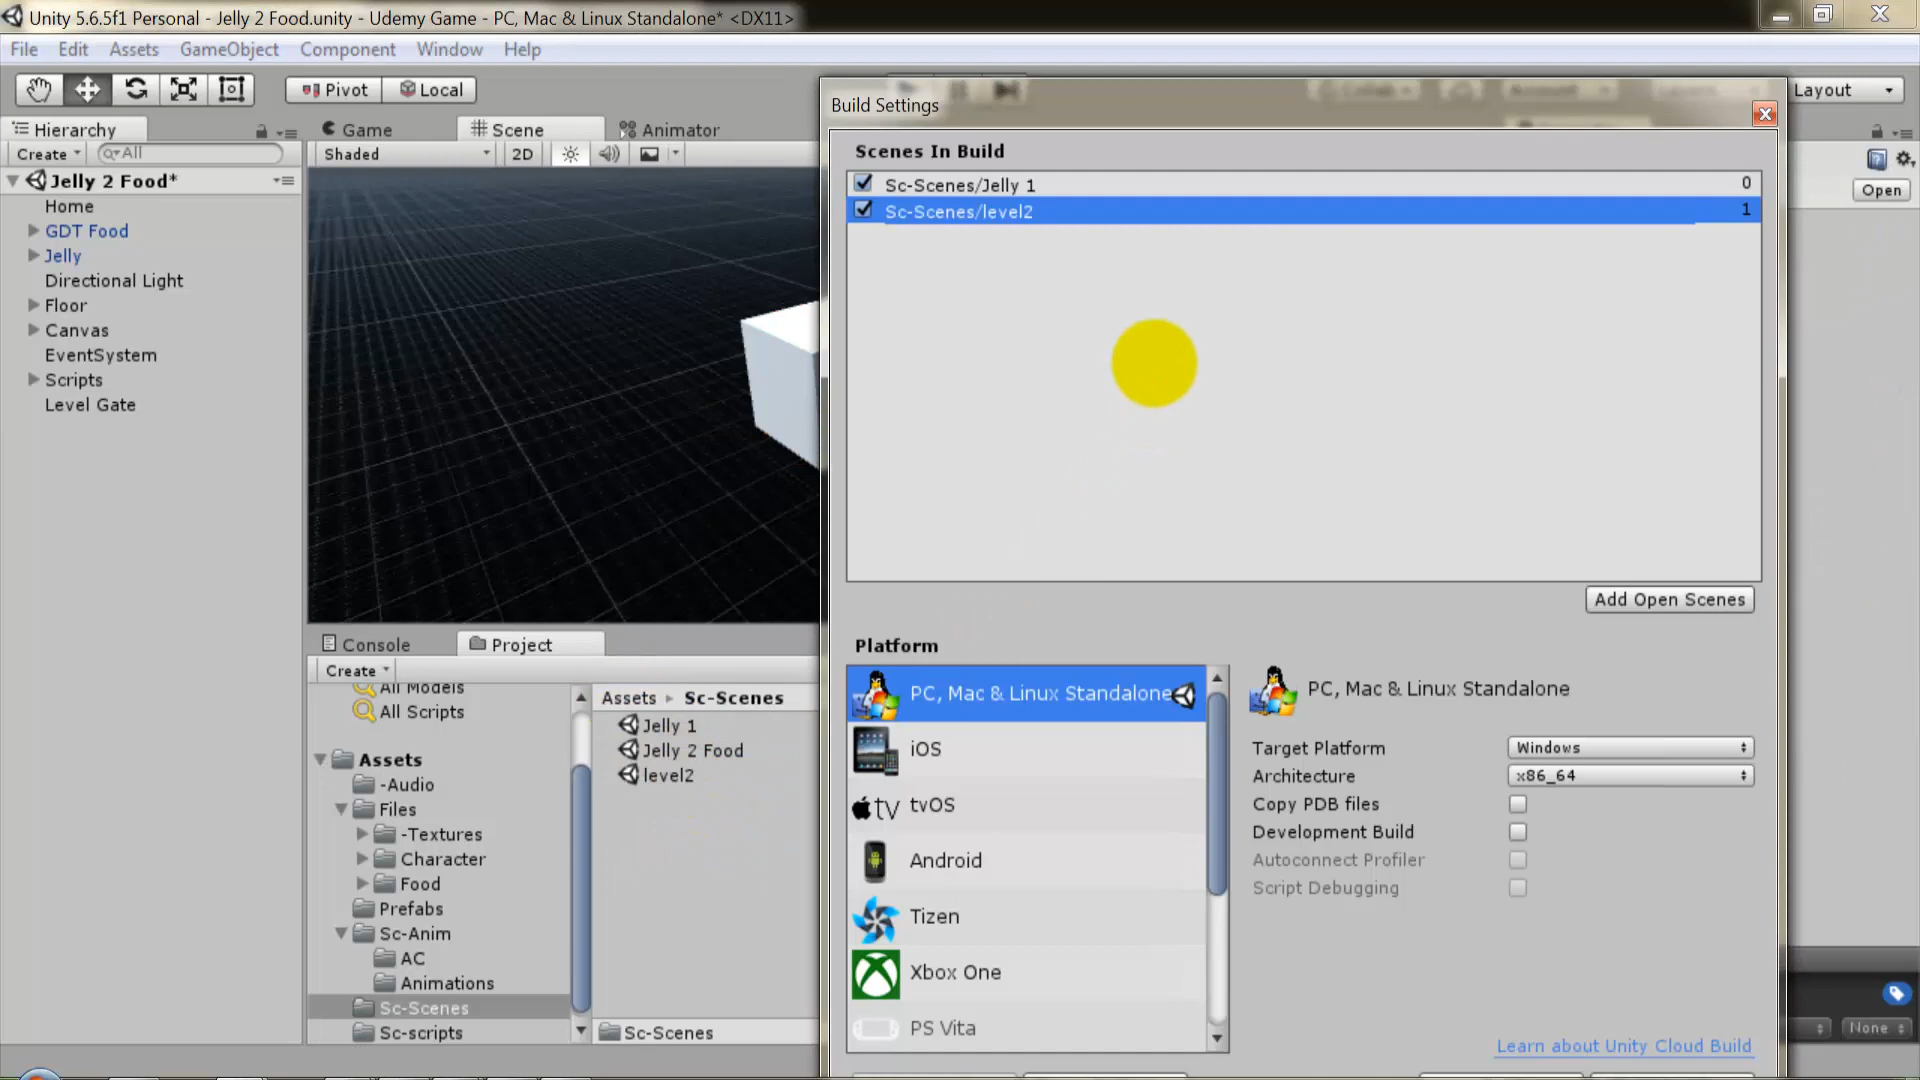 Unity 5.6.5f1 Personal - Jelly 2 Food.unity - Udemy Game - PC, Mac & Linux Standalone* <DX11>
File Edit Assets GameObject Component Window Help
Pivot Local
Layout
Hierarchy
Create All
Jelly 2 Food*
Home
GDT Food
Jelly
Directional Light
Floor
Canvas
EventSystem
Scripts
Level Gate
Game Scene Animator
Shaded 2D
Build Settings
Scenes In Build
Sc-Scenes/Jelly 1 0
Sc-Scenes/level2 1
Add Open Scenes
Open
Console Project
Create
All Models
All Scripts
Assets
-Audio
Files
-Textures
Character
Food
Prefabs
Sc-Anim
AC
Animations
Sc-Scenes
Sc-scripts
Assets Sc-Scenes
Jelly 1
Jelly 2 Food
level2
Sc-Scenes
Platform
PC, Mac & Linux Standalone
iOS
tv tvOS
Android
Tizen
Xbox One
PS Vita
PC, Mac & Linux Standalone
Target Platform Windows
Architecture x86_64
Copy PDB files
Development Build
Autoconnect Profiler
Script Debugging
Learn about Unity Cloud Build
None